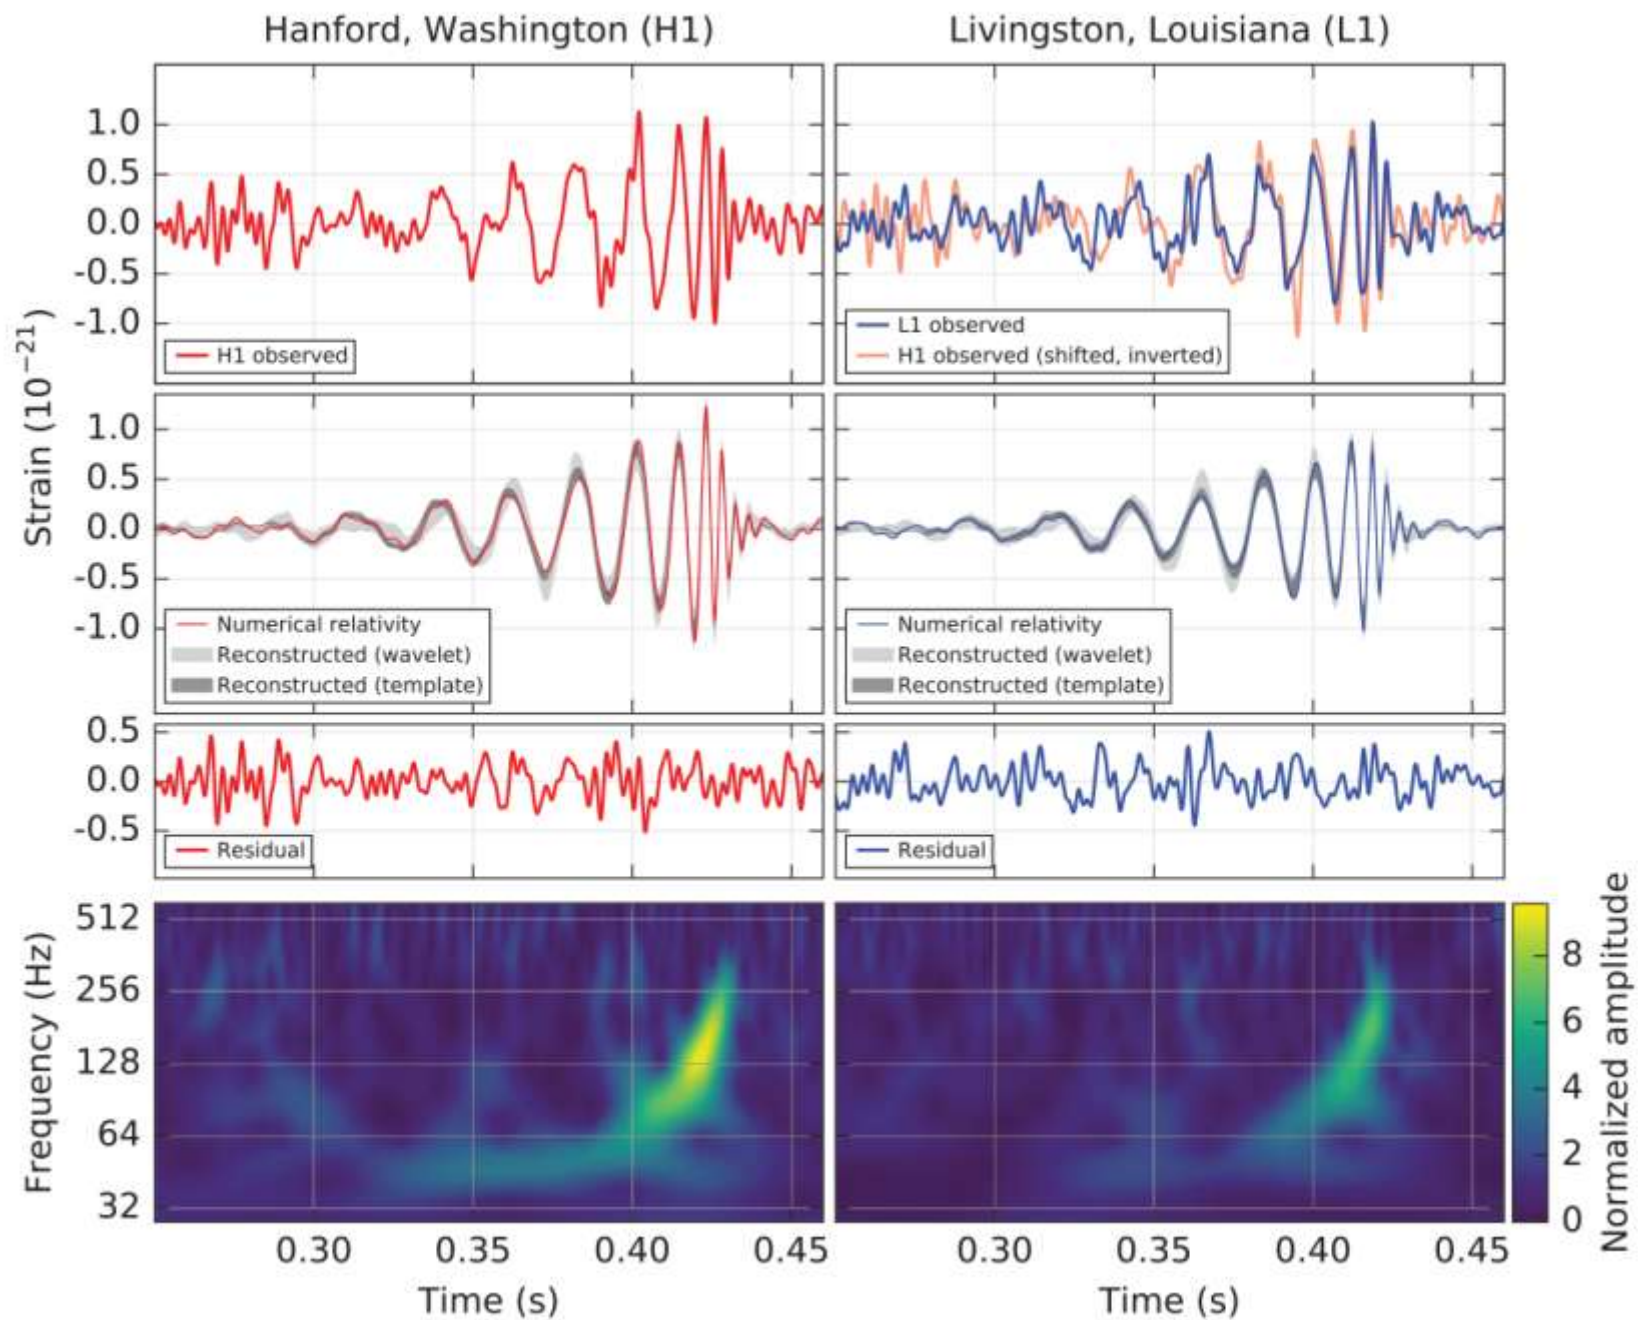 Hanford, Washington (H1)
Livingston, Louisiana (L1)
Strain (10⁻²¹)
1.0
0.5
0.0
-0.5
-1.0
H1 observed
L1 observed
H1 observed (shifted, inverted)
1.0
0.5
0.0
-0.5
-1.0
Numerical relativity
Reconstructed (wavelet)
Reconstructed (template)
Numerical relativity
Reconstructed (wavelet)
Reconstructed (template)
0.5
0.0
-0.5
Residual
Residual
Frequency (Hz)
512
256
128
64
32
Normalized amplitude
8
6
4
2
0
0.30 0.35 0.40 0.45
0.30 0.35 0.40 0.45
Time (s)
Time (s)